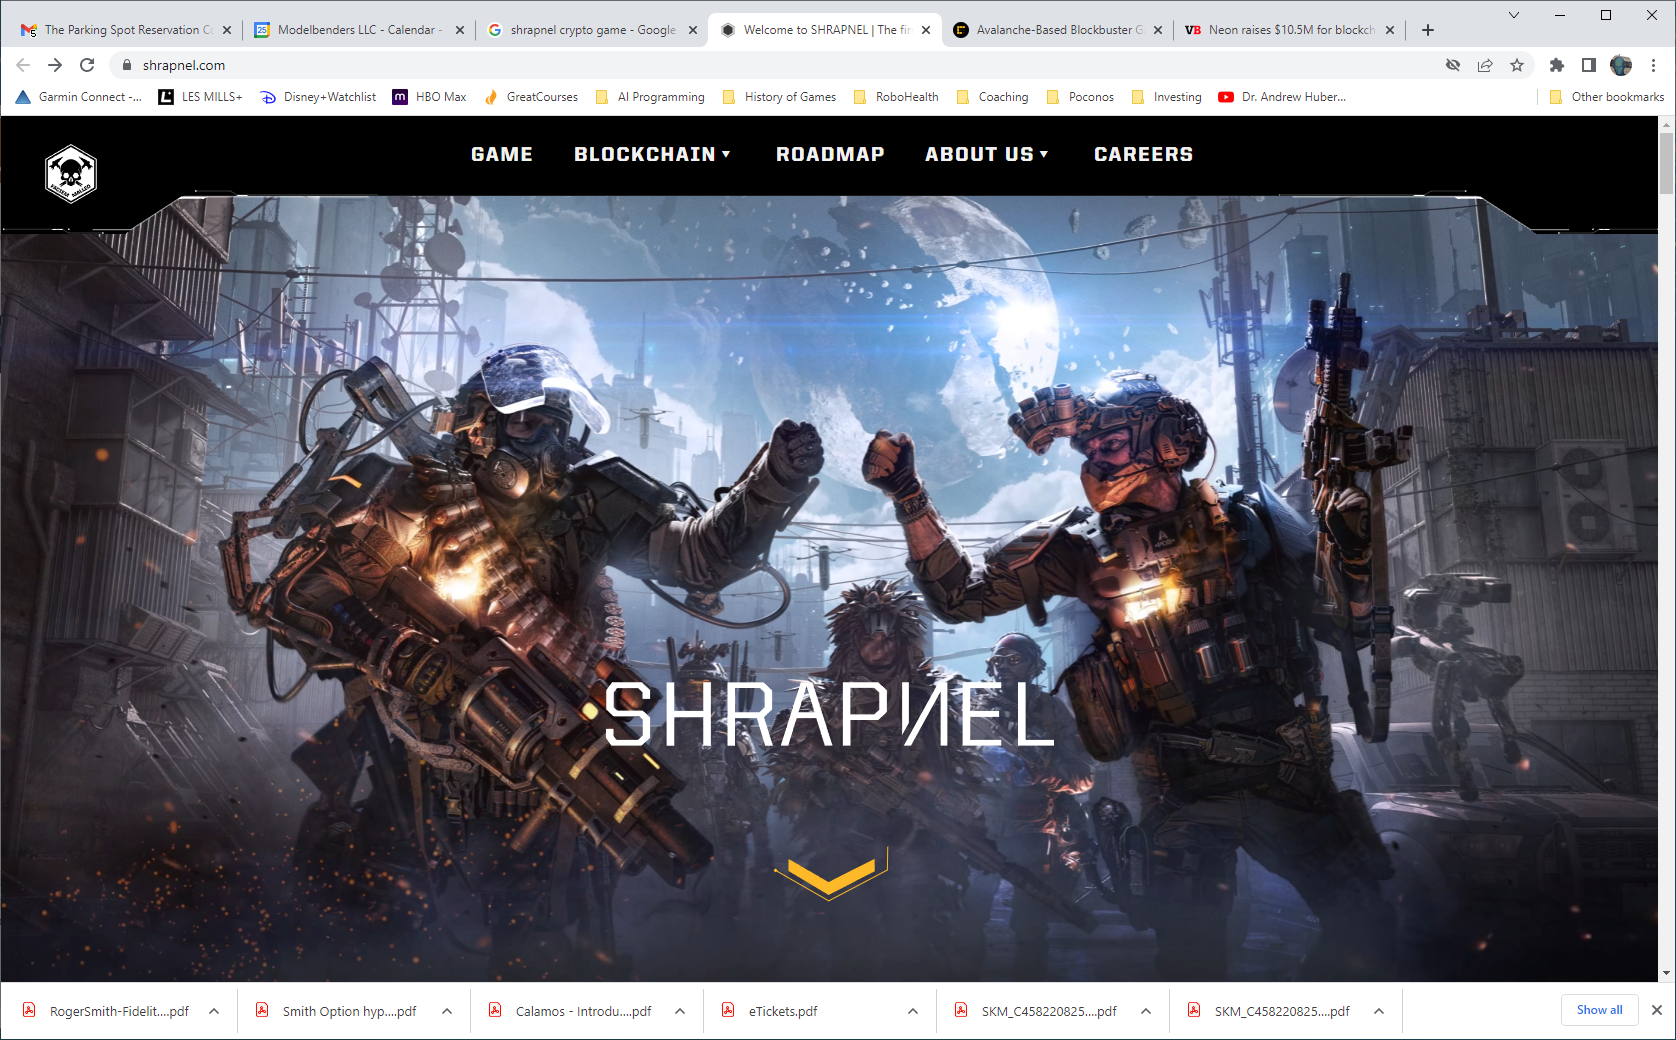 The Parking Spot Reservation Co
Modelbenders LLC - Calendar -
shrapnel crypto game - Google
Welcome to SHRAPNEL | The fir
Avalanche-Based Blockbuster G
VB Neon raises $10.5M for blockch
shrapnel.com
Garmin Connect -...
LES MILLS+
Disney+Watchlist
HBO Max
GreatCourses
AI Programming
History of Games
RoboHealth
Coaching
Poconos
Investing
Dr. Andrew Huber...
Other bookmarks
GAME
BLOCKCHAIN
ROADMAP
ABOUT US
CAREERS
SHRAPNEL
RogerSmith-Fidelit....pdf
Smith Option hyp....pdf
Calamos - Introdu....pdf
eTickets.pdf
SKM_C458220825....pdf
SKM_C458220825....pdf
Show all